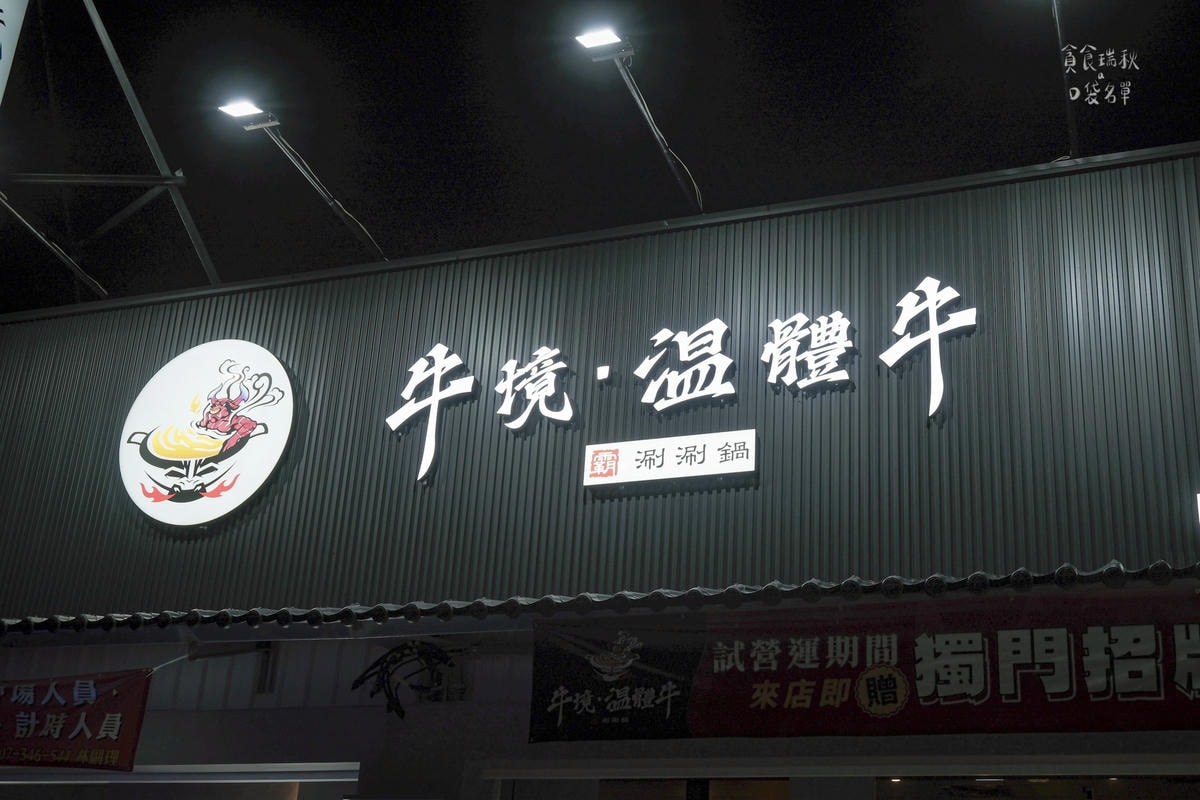 貪食瑞秋
a
口袋名單
牛境·溫體牛
霸 涮涮鍋
試營運期間
來店即贈
獨門招牌
牛境·溫體牛
場人員·
計時人員